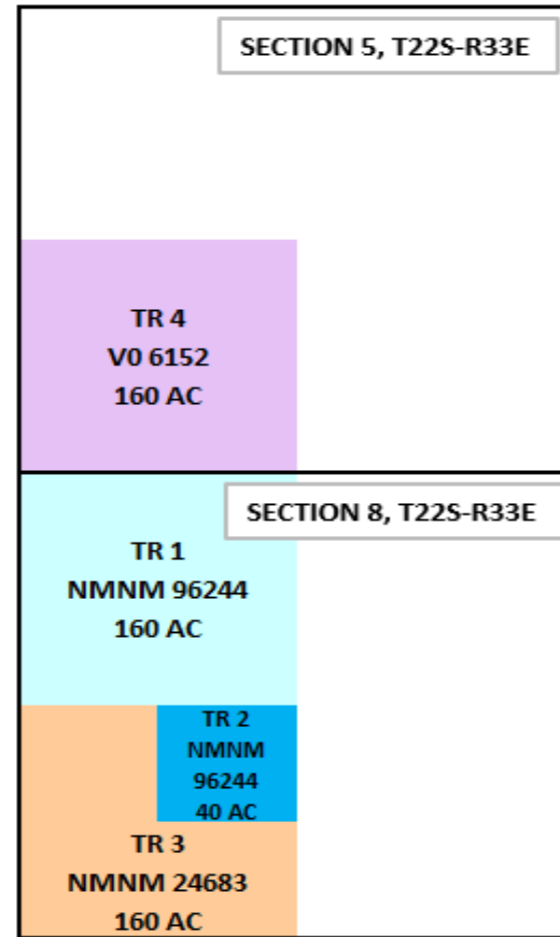 SECTION 5, T22S-R33E
TR 4
V0 6152
160 AC
SECTION 8, T22S-R33E
TR 1
NMNM 96244
160 AC
TR 2
NMNM
96244
40 AC
TR 3
NMNM 24683
160 AC